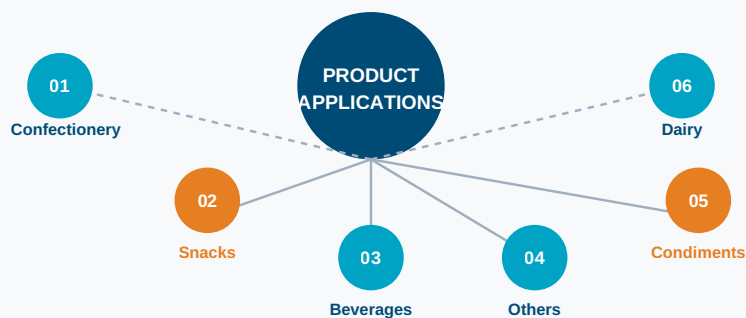 PRODUCT
APPLICATIONS
01
Confectionery
02
Snacks
03
Beverages
04
Others
05
Condiments
06
Dairy